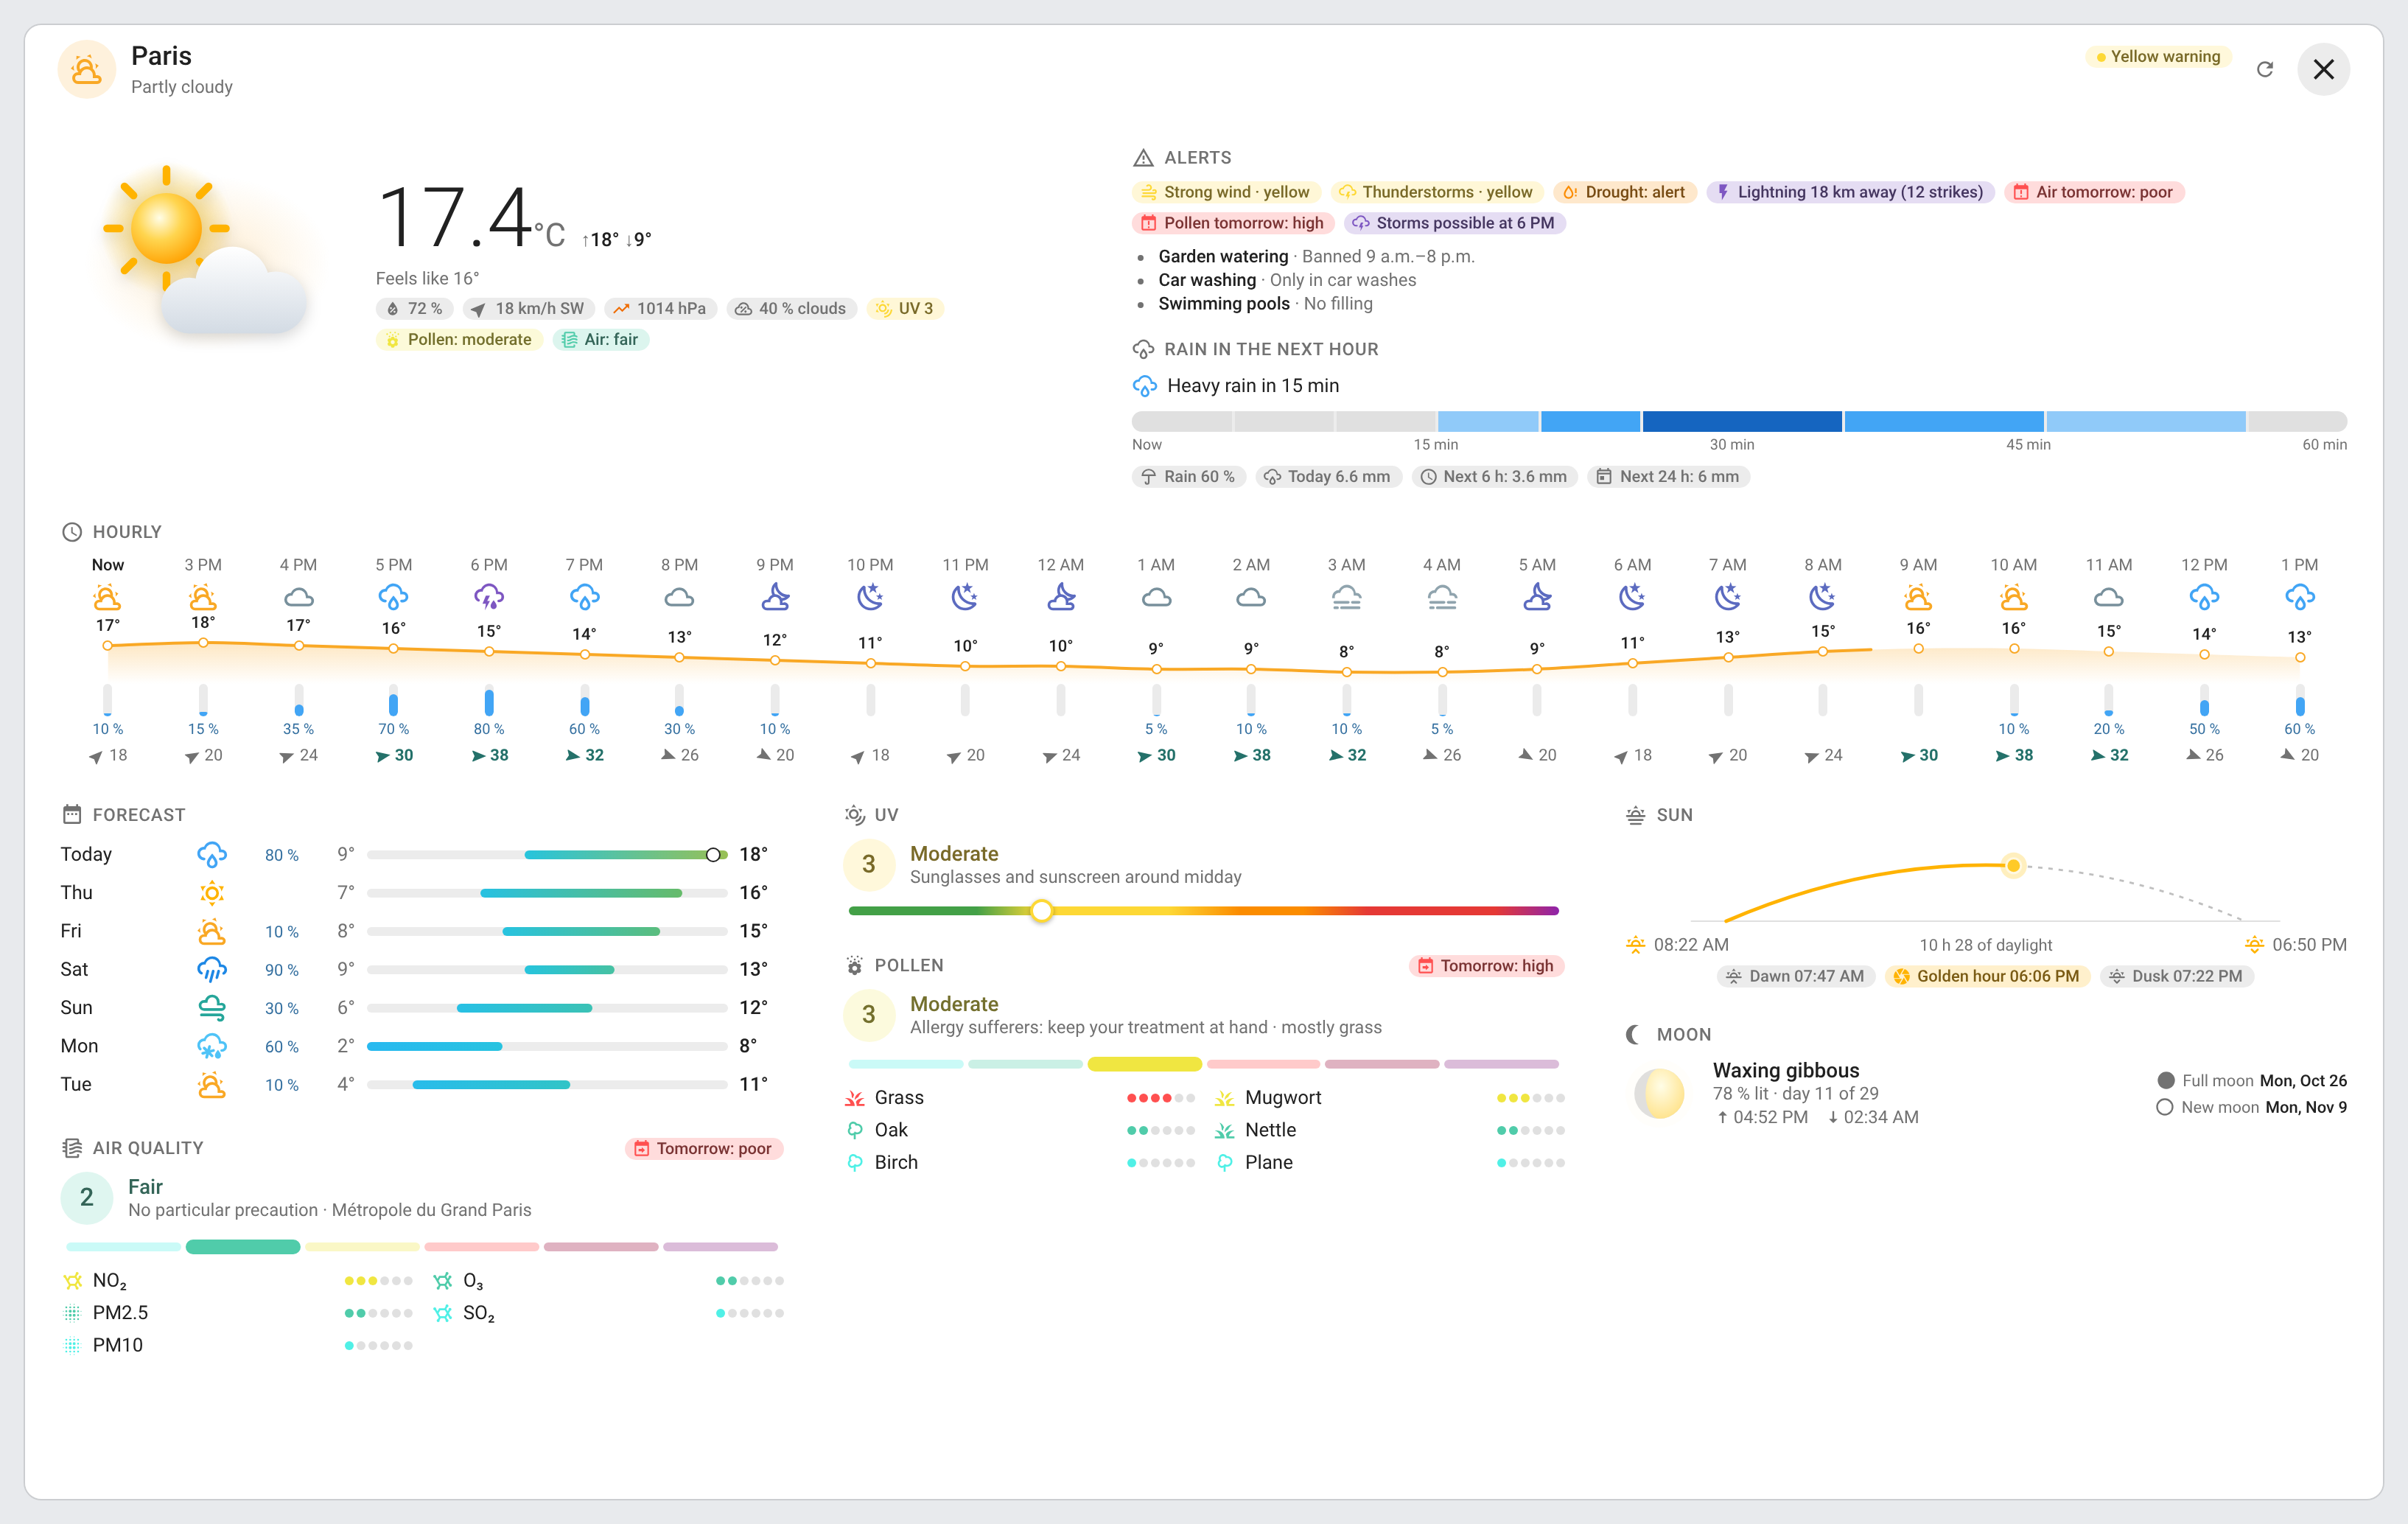 Paris
Partly cloudy
Yellow warning
17.4°C ↑18° ↓9°
Feels like 16°
72 % 18 km/h SW 1014 hPa 40 % clouds UV 3
Pollen: moderate Air: fair
ALERTS
Strong wind · yellow Thunderstorms · yellow Drought: alert Lightning 18 km away (12 strikes) Air tomorrow: poor
Pollen tomorrow: high Storms possible at 6 PM
• Garden watering · Banned 9 a.m.–8 p.m.
• Car washing · Only in car washes
• Swimming pools · No filling
RAIN IN THE NEXT HOUR
Heavy rain in 15 min
Now 15 min 30 min 45 min 60 min
Rain 60 % Today 6.6 mm Next 6 h: 3.6 mm Next 24 h: 6 mm
HOURLY
Now 3 PM 4 PM 5 PM 6 PM 7 PM 8 PM 9 PM 10 PM 11 PM 12 AM 1 AM 2 AM 3 AM 4 AM 5 AM 6 AM 7 AM 8 AM 9 AM 10 AM 11 AM 12 PM 1 PM
17° 18° 17° 16° 15° 14° 13° 12° 11° 10° 10° 9° 9° 8° 8° 9° 11° 13° 15° 16° 16° 15° 14° 13°
10 % 15 % 35 % 70 % 80 % 60 % 30 % 10 % 5 % 10 % 10 % 5 % 10 % 20 % 50 % 60 %
18 20 24 30 38 32 26 20 18 20 24 30 38 32 26 20 18 20 24 30 38 32 26 20
FORECAST
Today 80 % 9° 18°
Thu 7° 16°
Fri 10 % 8° 15°
Sat 90 % 9° 13°
Sun 30 % 6° 12°
Mon 60 % 2° 8°
Tue 10 % 4° 11°
AIR QUALITY Tomorrow: poor
2 Fair
No particular precaution · Métropole du Grand Paris
NO₂ O₃
PM2.5 SO₂
PM10
UV
3 Moderate
Sunglasses and sunscreen around midday
POLLEN Tomorrow: high
3 Moderate
Allergy sufferers: keep your treatment at hand · mostly grass
Grass Mugwort
Oak Nettle
Birch Plane
SUN
08:22 AM 10 h 28 of daylight 06:50 PM
Dawn 07:47 AM Golden hour 06:06 PM Dusk 07:22 PM
MOON
Waxing gibbous
78 % lit · day 11 of 29
↑ 04:52 PM ↓ 02:34 AM
Full moon Mon, Oct 26
New moon Mon, Nov 9